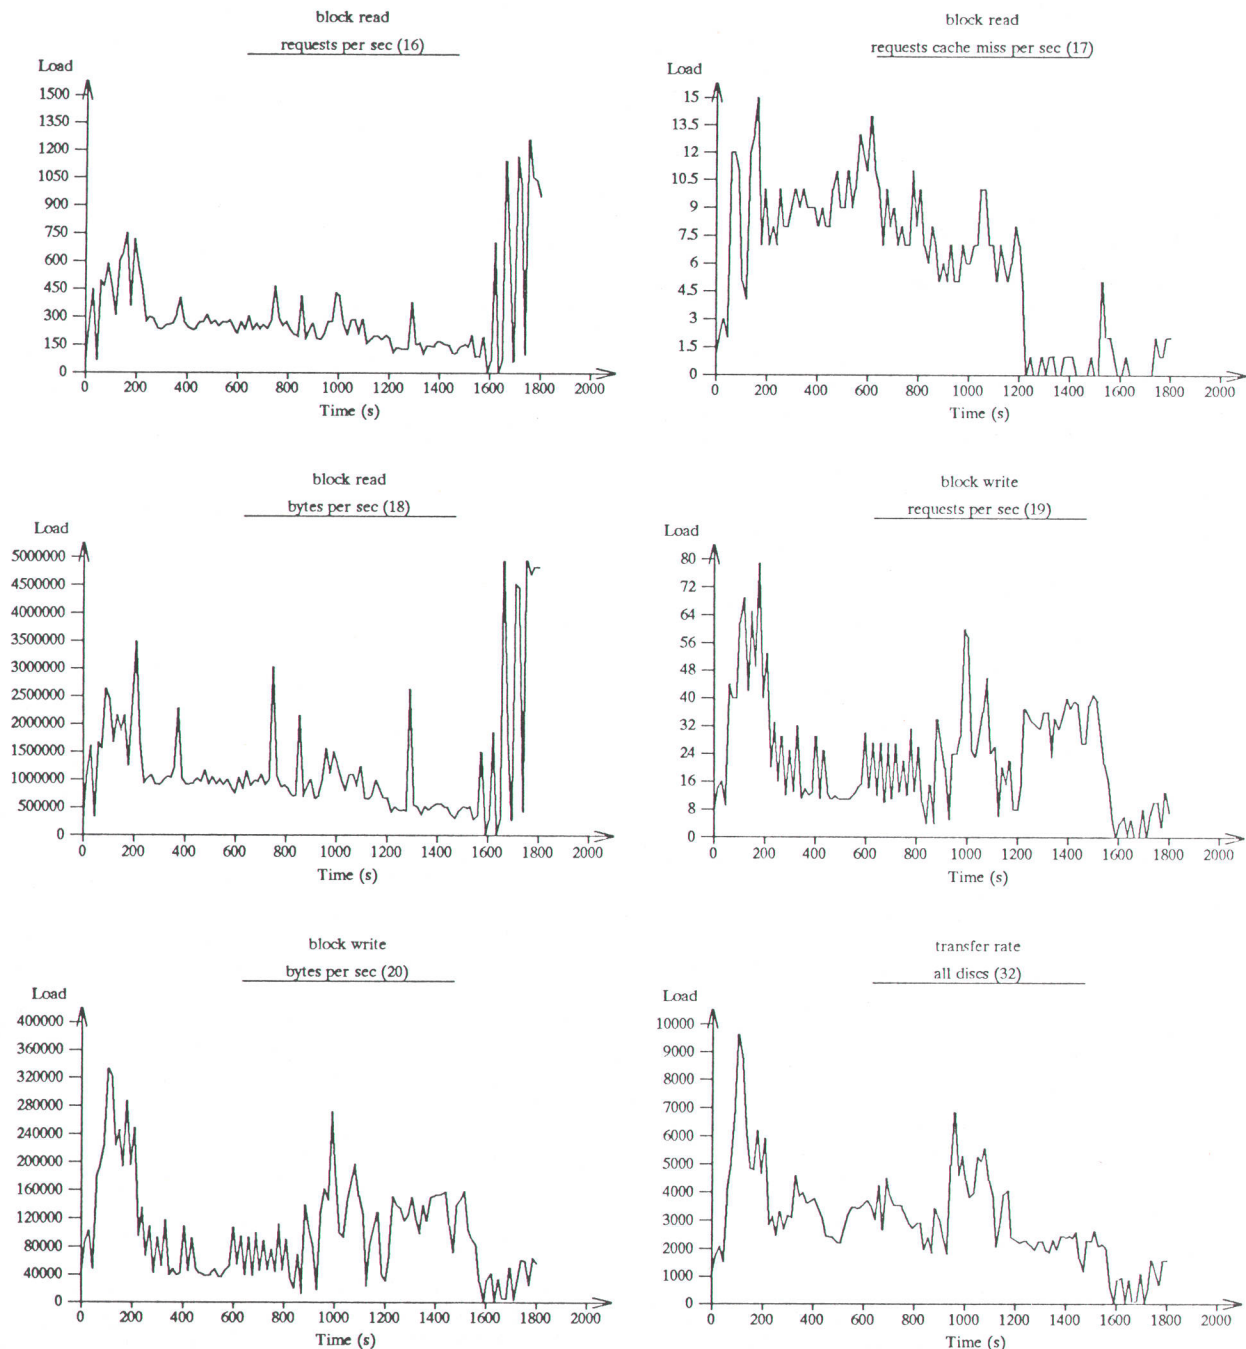 block read
requests per sec (16)
Load
1500
1350
1200
1050
900
750
600
450
300
150
0
0 200 400 600 800 1000 1200 1400 1600 1800 2000
Time (s)
block read
requests cache miss per sec (17)
Load
15
13.5
12
10.5
9
7.5
6
4.5
3
1.5
0
0 200 400 600 800 1000 1200 1400 1600 1800 2000
Time (s)
block read
bytes per sec (18)
Load
5000000
4500000
4000000
3500000
3000000
2500000
2000000
1500000
1000000
500000
0
0 200 400 600 800 1000 1200 1400 1600 1800 2000
Time (s)
block write
requests per sec (19)
Load
80
72
64
56
48
40
32
24
16
8
0
0 200 400 600 800 1000 1200 1400 1600 1800 2000
Time (s)
block write
bytes per sec (20)
Load
400000
360000
320000
280000
240000
200000
160000
120000
80000
40000
0
0 200 400 600 800 1000 1200 1400 1600 1800 2000
Time (s)
transfer rate
all discs (32)
Load
10000
9000
8000
7000
6000
5000
4000
3000
2000
1000
0
0 200 400 600 800 1000 1200 1400 1600 1800 2000
Time (s)